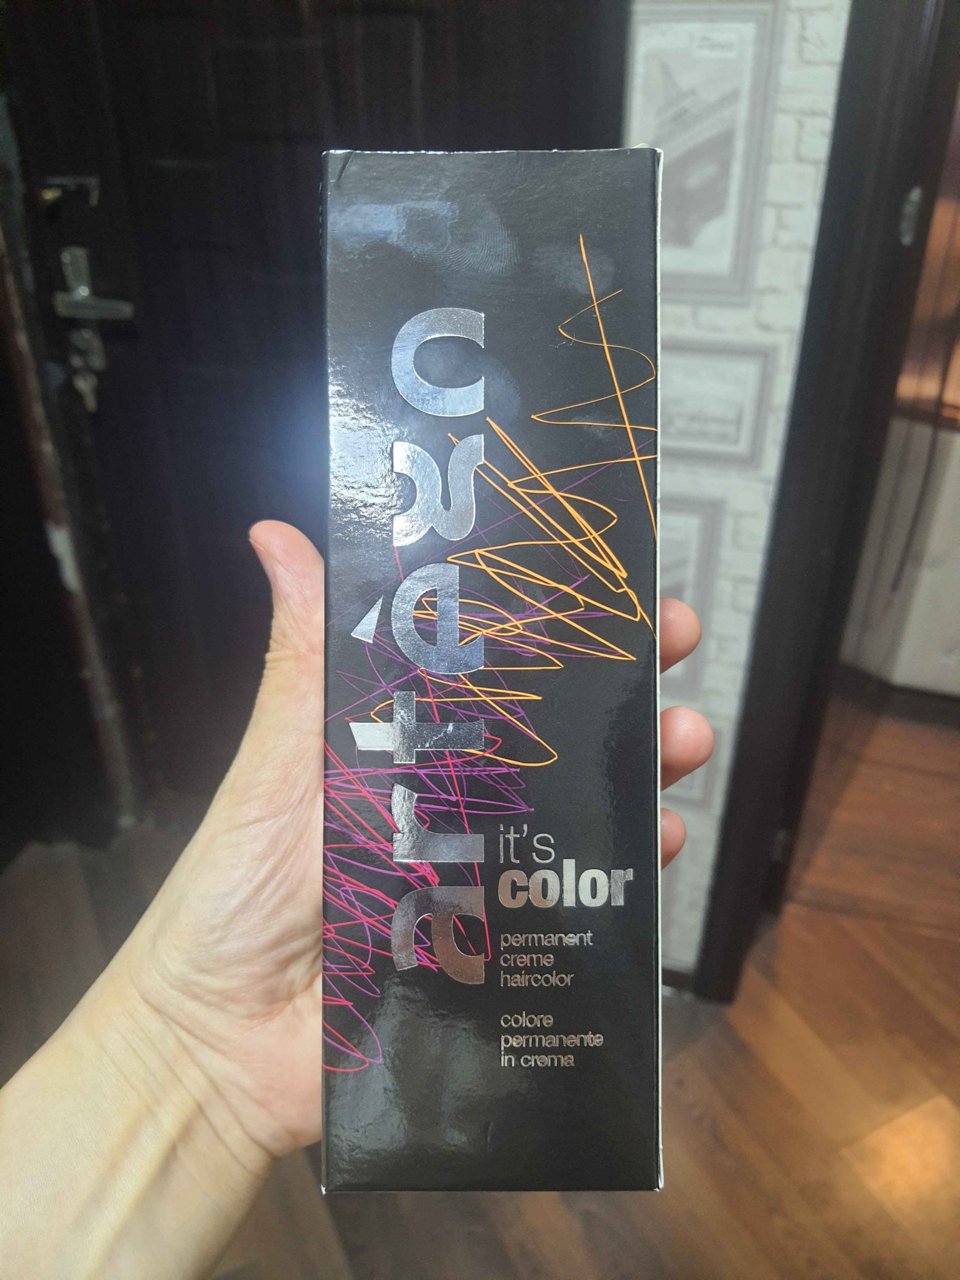 artègo
it's
color
permanent
creme
haircolor
colore
permanente
in crema